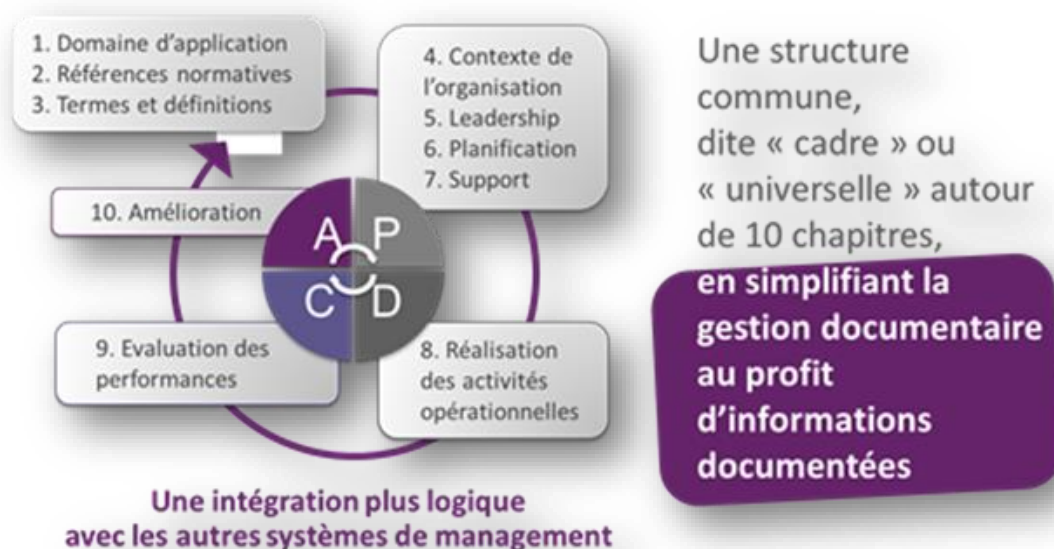 1. Domaine d'application
2. Références normatives
3. Termes et définitions
4. Contexte de
l'organisation
5. Leadership
6. Planification
7. Support
10. Amélioration
A
P
C
D
9. Evaluation des
performances
8. Réalisation
des activités
opérationnelles
Une intégration plus logique
avec les autres systèmes de management
Une structure
commune,
dite « cadre » ou
« universelle » autour
de 10 chapitres,
en simplifiant la
gestion documentaire
au profit
d'informations
documentées